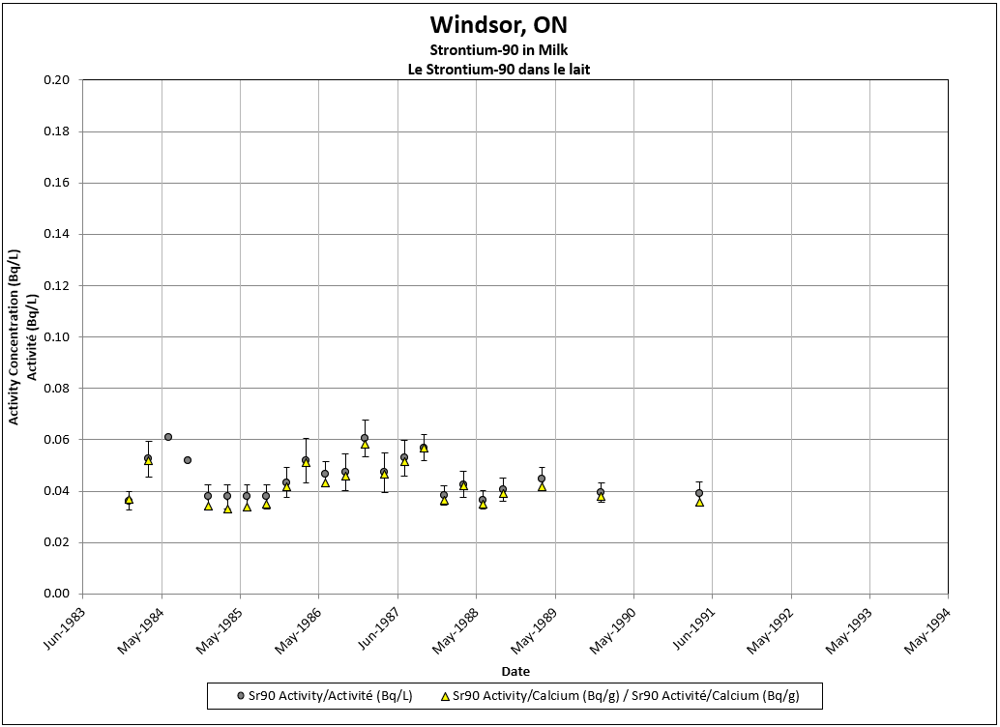 Windsor, ON
Strontium-90 in Milk
Le Strontium-90 dans le lait
Activity Concentration (Bq/L)
Activité (Bq/L)
0.20
0.18
0.16
0.14
0.12
0.10
0.08
0.06
0.04
0.02
0.00
Jun-1983
May-1984
May-1985
May-1986
Jun-1987
May-1988
May-1989
May-1990
Jun-1991
May-1992
May-1993
May-1994
Date
Sr90 Activity/Activité (Bq/L)
Sr90 Activity/Calcium (Bq/g) / Sr90 Activité/Calcium (Bq/g)